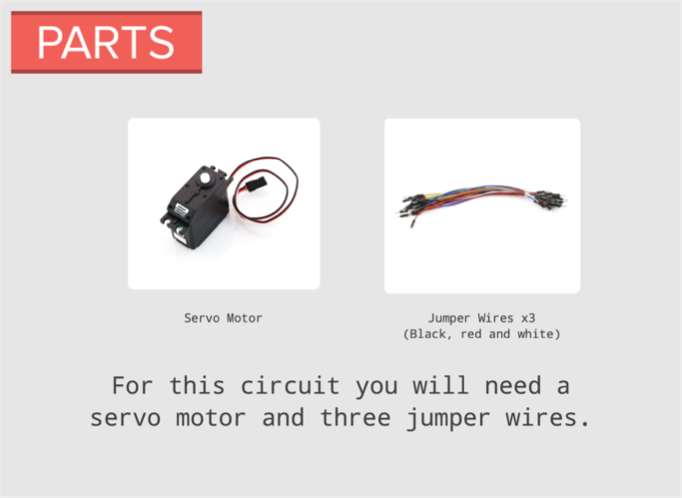 PARTS
Servo Motor
Jumper Wires x3
(Black, red and white)
For this circuit you will need a
servo motor and three jumper wires.